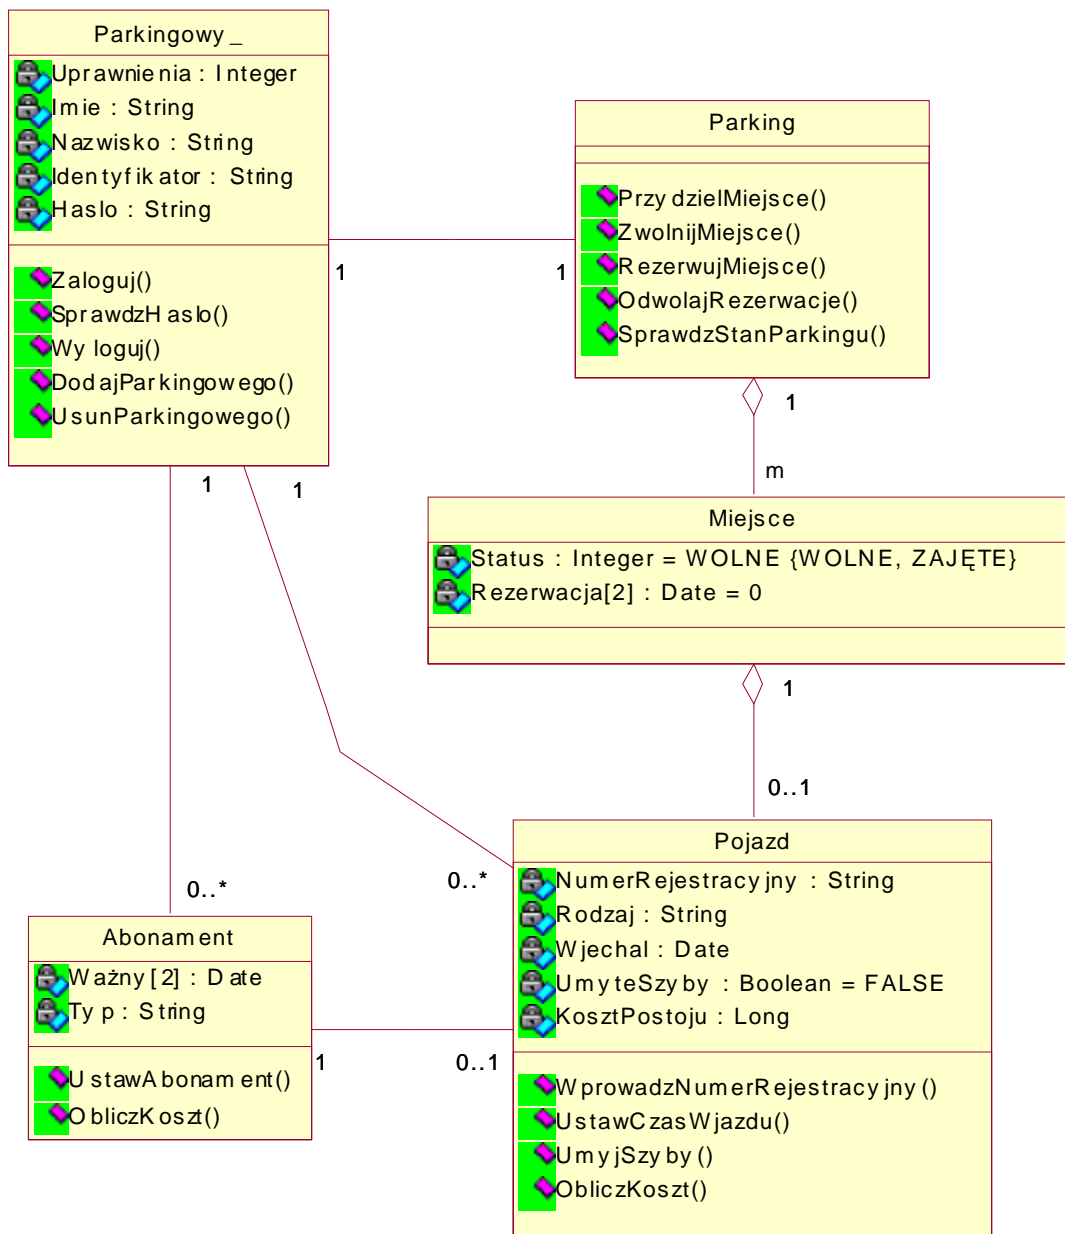 Parkingowy_
Uprawnienia : Integer
Imie : String
Nazwisko : String
Identyfikator : String
Haslo : String
Zaloguj()
SprawdzHaslo()
Wyloguj()
DodajParkingowego()
UsunParkingowego()
Parking
PrzydzielMiejsce()
ZwolnijMiejsce()
RezerwujMiejsce()
OdwolajRezerwacje()
SprawdzStanParkingu()
1
1
1
m
1
1
Miejsce
Status : Integer = WOLNE {WOLNE, ZAJĘTE}
Rezerwacja[2] : Date = 0
1
0..1
0..*
0..*
Pojazd
NumerRejestracyjny : String
Rodzaj : String
Wjechal : Date
UmyteSzyby : Boolean = FALSE
KosztPostoju : Long
WprowadzNumerRejestracyjny()
UstawCzasWjazdu()
UmyjSzyby()
ObliczKoszt()
Abonament
Ważny[2] : Date
Typ : String
UstawAbonament()
ObliczKoszt()
1
0..1